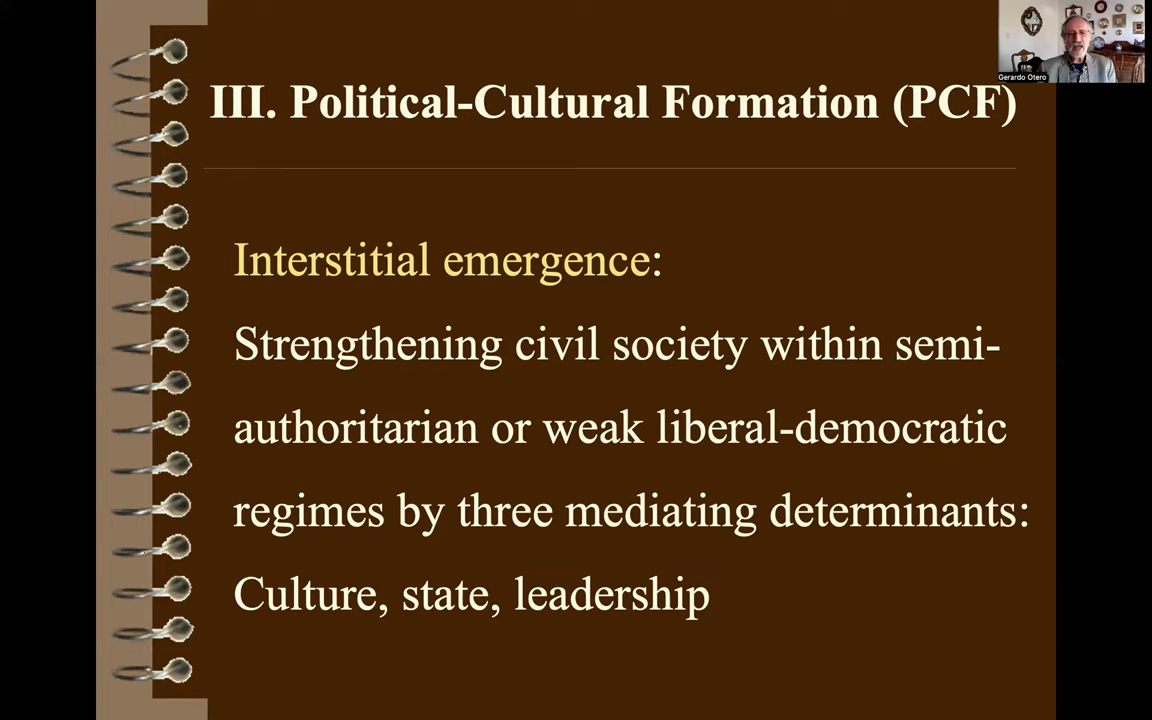 Gerardo Otero
III. Political-Cultural Formation (PCF)
Interstitial emergence:
Strengthening civil society within semi-
authoritarian or weak liberal-democratic
regimes by three mediating determinants:
Culture, state, leadership